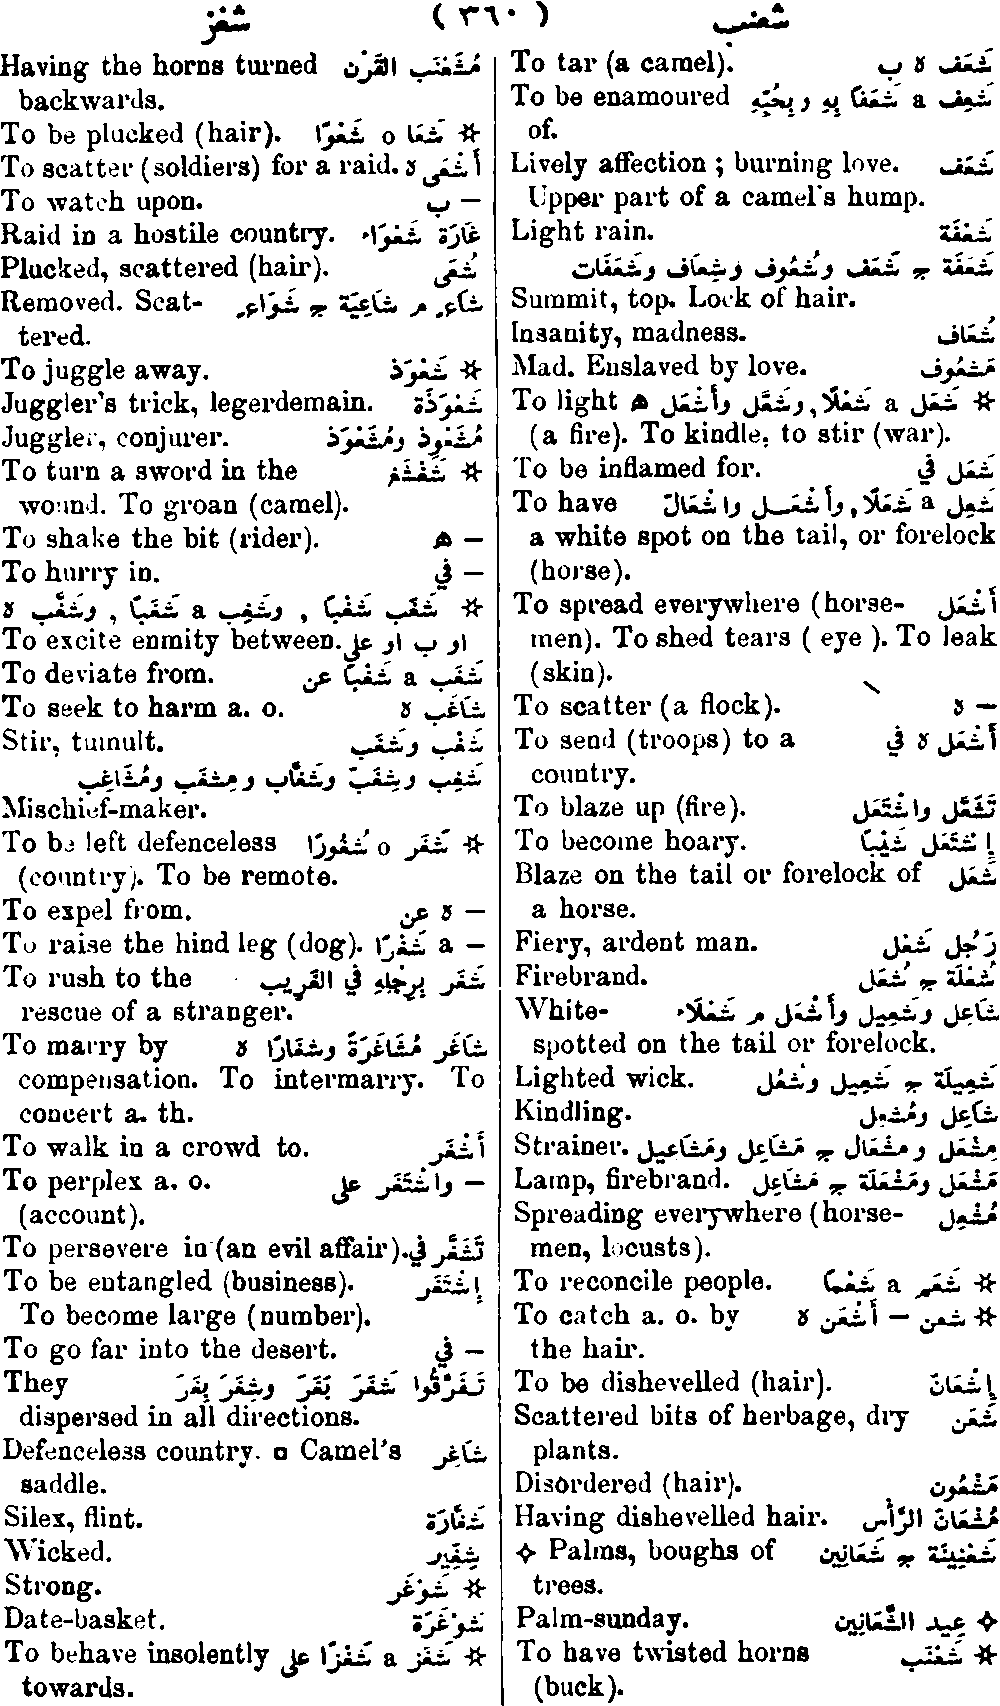 شعنب ( ٣٦٠ ) شغز
To tar (a camel). شَعَف ه ب
To be enamoured شَعِف a شَعَفًا بِهِ وبِحُبِّهِ
of.
Lively affection ; burning love. شَعَف
Upper part of a camel's hump.
Light rain. شَعْفَة
شَعَفَة ج شَعَف وشُعُوف وشِعَاف وشَعَفَات
Summit, top. Lock of hair.
Insanity, madness. شُعَاف
Mad. Enslaved by love. مَشْعُوف
To light ☆ شَعَل a شَعْلًا, وشَعَّل وأَشْعَل ه
(a fire). To kindle, to stir (war).
To be inflamed for. شَعَل في
To have شَعِل a شَعَلًا, وأَشْعَـل واشْعَالّ
a white spot on the tail, or forelock
(horse).
To spread everywhere (horse- أَشْعَل
men). To shed tears ( eye ). To leak
(skin).
To scatter (a flock). — ه
To send (troops) to a أَشْعَل ه في
country.
To blaze up (fire). تَشَعَّل واشْتَعَل
To become hoary. إِشْتَعَل شَيْبًا
Blaze on the tail or forelock of شَعَل
a horse.
Fiery, ardent man. رَجُل شَعْل
Firebrand. شُعْلَة ج شُعَل
White- شَاعِل وشَعِيل وأَشْعَل م شَعْلَاء
spotted on the tail or forelock.
Lighted wick. شَعِيلَة ج شَعِيل وشُعُل
Kindling. شَاعِل ومُشْعِل
Strainer. مِشْعَل ومِشْعَال ج مَشَاعِل ومَشَاعِيل
Lamp, firebrand. مَشْعَل ومَشْعَلَة ج مَشَاعِل
Spreading everywhere (horse- مُشْعِل
men, locusts).
To reconcile people. ☆ شَعَم a شَعْمًا
To catch a. o. by ☆ شعن — أَشْعَن ه
the hair.
To be dishevelled (hair). إِشْعَانّ
Scattered bits of herbage, dry شَعَن
plants.
Disordered (hair). مَشْعُون
Having dishevelled hair. مُشْعَانّ الرَّأْس
✧ Palms, boughs of شَعْنِينَة ج شَعَانِين
trees.
Palm-sunday. ✧ عِيد الشَّعَانِين
To have twisted horns ☆ شَعْنَب
(buck).
Having the horns turned مُشَعْنَب القَرْن
backwards.
To be plucked (hair). ☆ شَعَا o شَعْوًا
To scatter (soldiers) for a raid. أَشْعَى ه
To watch upon. — ب
Raid in a hostile country. غَارَة شَعْوَاء
Plucked, scattered (hair). شُعًى
Removed. Scat- شَاعٍ م شَاعِيَة ج شَوَاعٍ
tered.
To juggle away. ☆ شَعْوَذ
Juggler's trick, legerdemain. شَعْوَذَة
Juggler, conjurer. مُشَعْوِذ ومُشَعْوَذ
To turn a sword in the ☆ شَغْشَغ
wound. To groan (camel).
To shake the bit (rider). — ه
To hurry in. — في
☆ شَغَب شَغْبًا , وشَغِب a شَغَبًا , وشَغَّب ه
To excite enmity between. او ب او على
To deviate from. شَغَب a شَغْبًا عن
To seek to harm a. o. شَاغَب ه
Stir, tumult. شَغْب وشَغَب
شَغِب وشِغَبّ وشَغَّاب ومِشْغَب ومُشَاغِب
Mischief-maker.
To be left defenceless ☆ شَغَر o شُغُورًا
(country). To be remote.
To expel from. — ه عن
To raise the hind leg (dog). — a شَغْرًا
To rush to the شَغَر بِرِجْلِهِ في الغَرِيب
rescue of a stranger.
To marry by شَاغَر مُشَاغَرَةً وشِغَارًا ه
compensation. To intermarry. To
concert a. th.
To walk in a crowd to. أَشْغَر
To perplex a. o. — واشْتَغَر على
(account).
To persevere in (an evil affair). تَشَغَّر في
To be entangled (business). إِشْتَغَر
To become large (number).
To go far into the desert. — في
They تَـفَرَّقُوا شَغَرَ بَغَرَ وشِغَرَ بِغَرَ
dispersed in all directions.
Defenceless country. □ Camel's شَاغِر
saddle.
Silex, flint. شَغَّارَة
Wicked. شِغِّير
Strong. ☆ شَوْغَر
Date-basket. شَوْغَرَة
To behave insolently ☆ شَغَز a شَغْزًا على
towards.